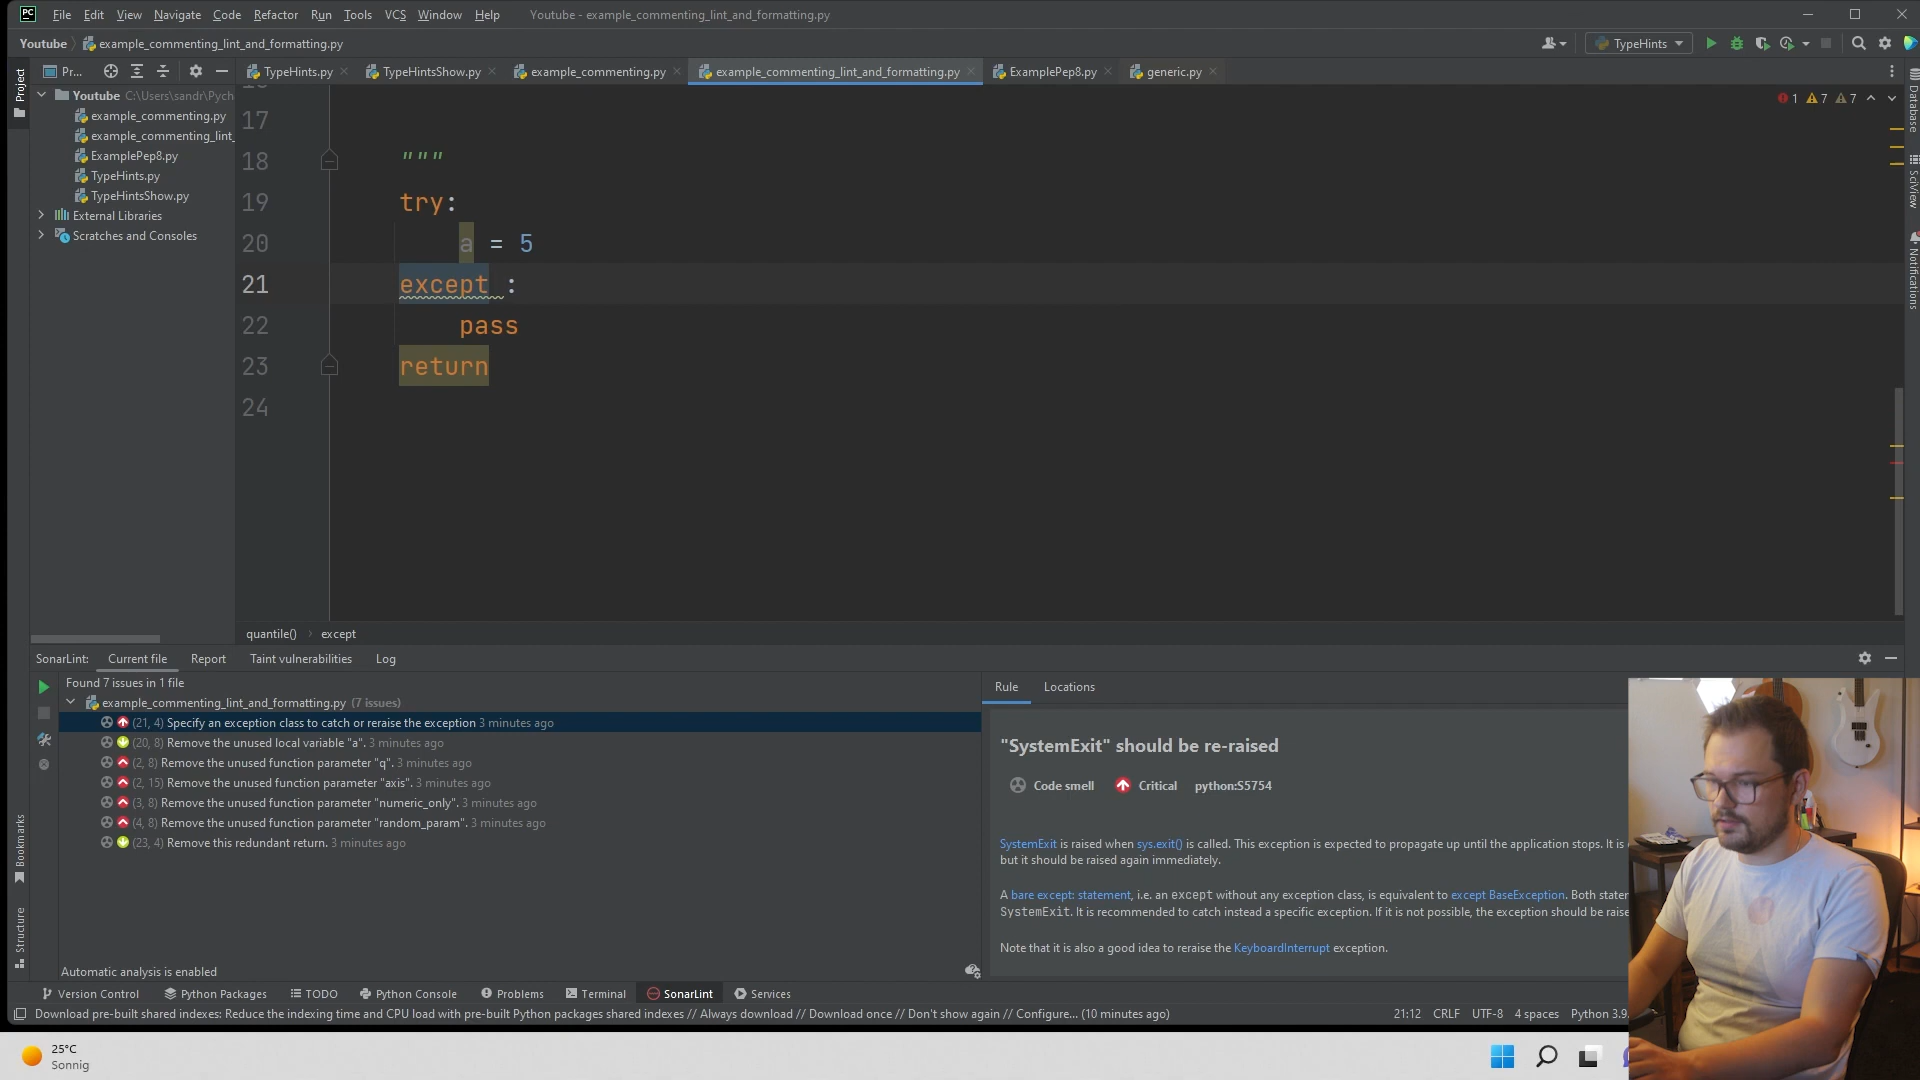 PC File Edit View Navigate Code Refactor Run Tools VCS Window Help Youtube - example_commenting_lint_and_formatting.py
Youtube example_commenting_lint_and_formatting.py TypeHints
Project Pr... TypeHints.py TypeHintsShow.py example_commenting.py example_commenting_lint_and_formatting.py ExamplePep8.py generic.py
Youtube C:\Users\sandr\Pych
example_commenting.py
example_commenting_lint_
ExamplePep8.py
TypeHints.py
TypeHintsShow.py
External Libraries
Scratches and Consoles
1 7 7
Database
SciView
Notifications
17
18 """
19 try:
20 a = 5
21 except :
22 pass
23 return
24
quantile() except
SonarLint: Current file Report Taint vulnerabilities Log
Found 7 issues in 1 file
example_commenting_lint_and_formatting.py (7 issues)
(21, 4) Specify an exception class to catch or reraise the exception 3 minutes ago
(20, 8) Remove the unused local variable "a". 3 minutes ago
(2, 8) Remove the unused function parameter "q". 3 minutes ago
(2, 15) Remove the unused function parameter "axis". 3 minutes ago
(3, 8) Remove the unused function parameter "numeric_only". 3 minutes ago
(4, 8) Remove the unused function parameter "random_param". 3 minutes ago
(23, 4) Remove this redundant return. 3 minutes ago
Automatic analysis is enabled
Rule Locations
"SystemExit" should be re-raised
Code smell Critical python:S5754
SystemExit is raised when sys.exit() is called. This exception is expected to propagate up until the application stops. It is
but it should be raised again immediately.
A bare except: statement, i.e. an except without any exception class, is equivalent to except BaseException. Both state
SystemExit. It is recommended to catch instead a specific exception. If it is not possible, the exception should be raise
Note that it is also a good idea to reraise the KeyboardInterrupt exception.
Bookmarks
Structure
Version Control Python Packages TODO Python Console Problems Terminal SonarLint Services
Download pre-built shared indexes: Reduce the indexing time and CPU load with pre-built Python packages shared indexes // Always download // Download once // Don't show again // Configure... (10 minutes ago) 21:12 CRLF UTF-8 4 spaces Python 3.9
25°C
Sonnig